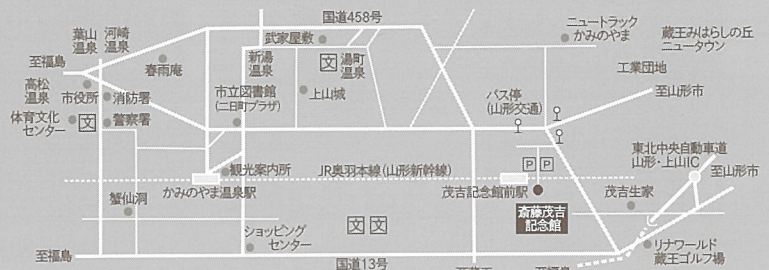 国道458号
葉山
温泉
河崎
温泉
武家屋敷
ニュートラック
かみのやま
蔵王みはらしの丘
ニュータウン
至福島
春雨庵
新湯
温泉
文
湯町
温泉
工業団地
高松
温泉
市役所
消防署
市立図書館
(二日町プラザ)
上山城
バス停
(山形交通)
至山形市
体育文化
センター
文
警察署
東北中央自動車道
山形・上山IC
至山形市
観光案内所
JR奥羽本線(山形新幹線)
P P
かみのやま温泉駅
茂吉記念館前駅
茂吉生家
蟹仙洞
斎藤茂吉
記念館
文 文
ショッピング
センター
リナワールド
蔵王ゴルフ場
至福島
国道13号